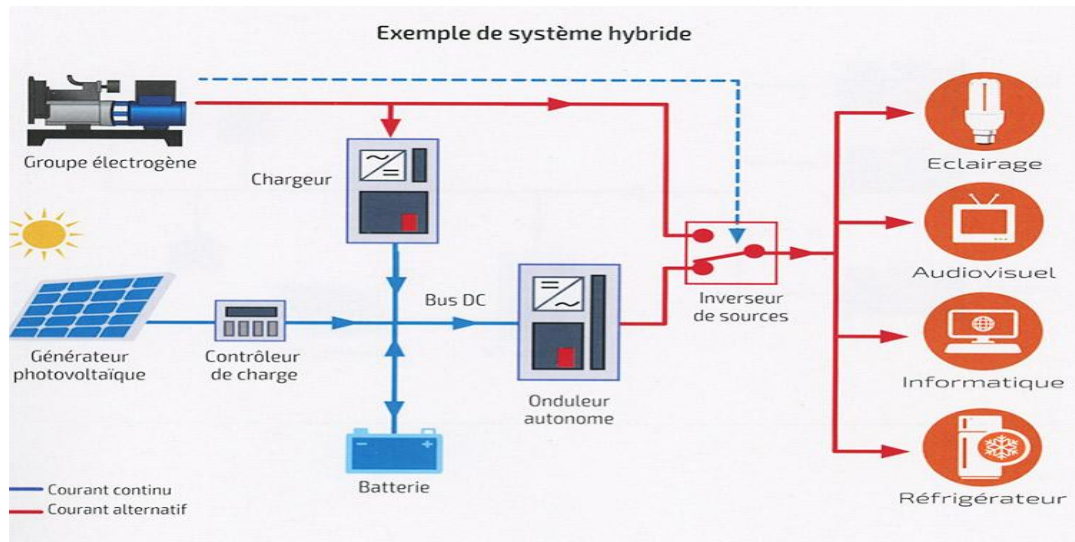 Exemple de système hybride
Groupe électrogène
Chargeur
Eclairage
Audiovisuel
Bus DC
Inverseur
de sources
Générateur
photovoltaïque
Contrôleur
de charge
Onduleur
autonome
Informatique
Batterie
Réfrigérateur
Courant continu
Courant alternatif